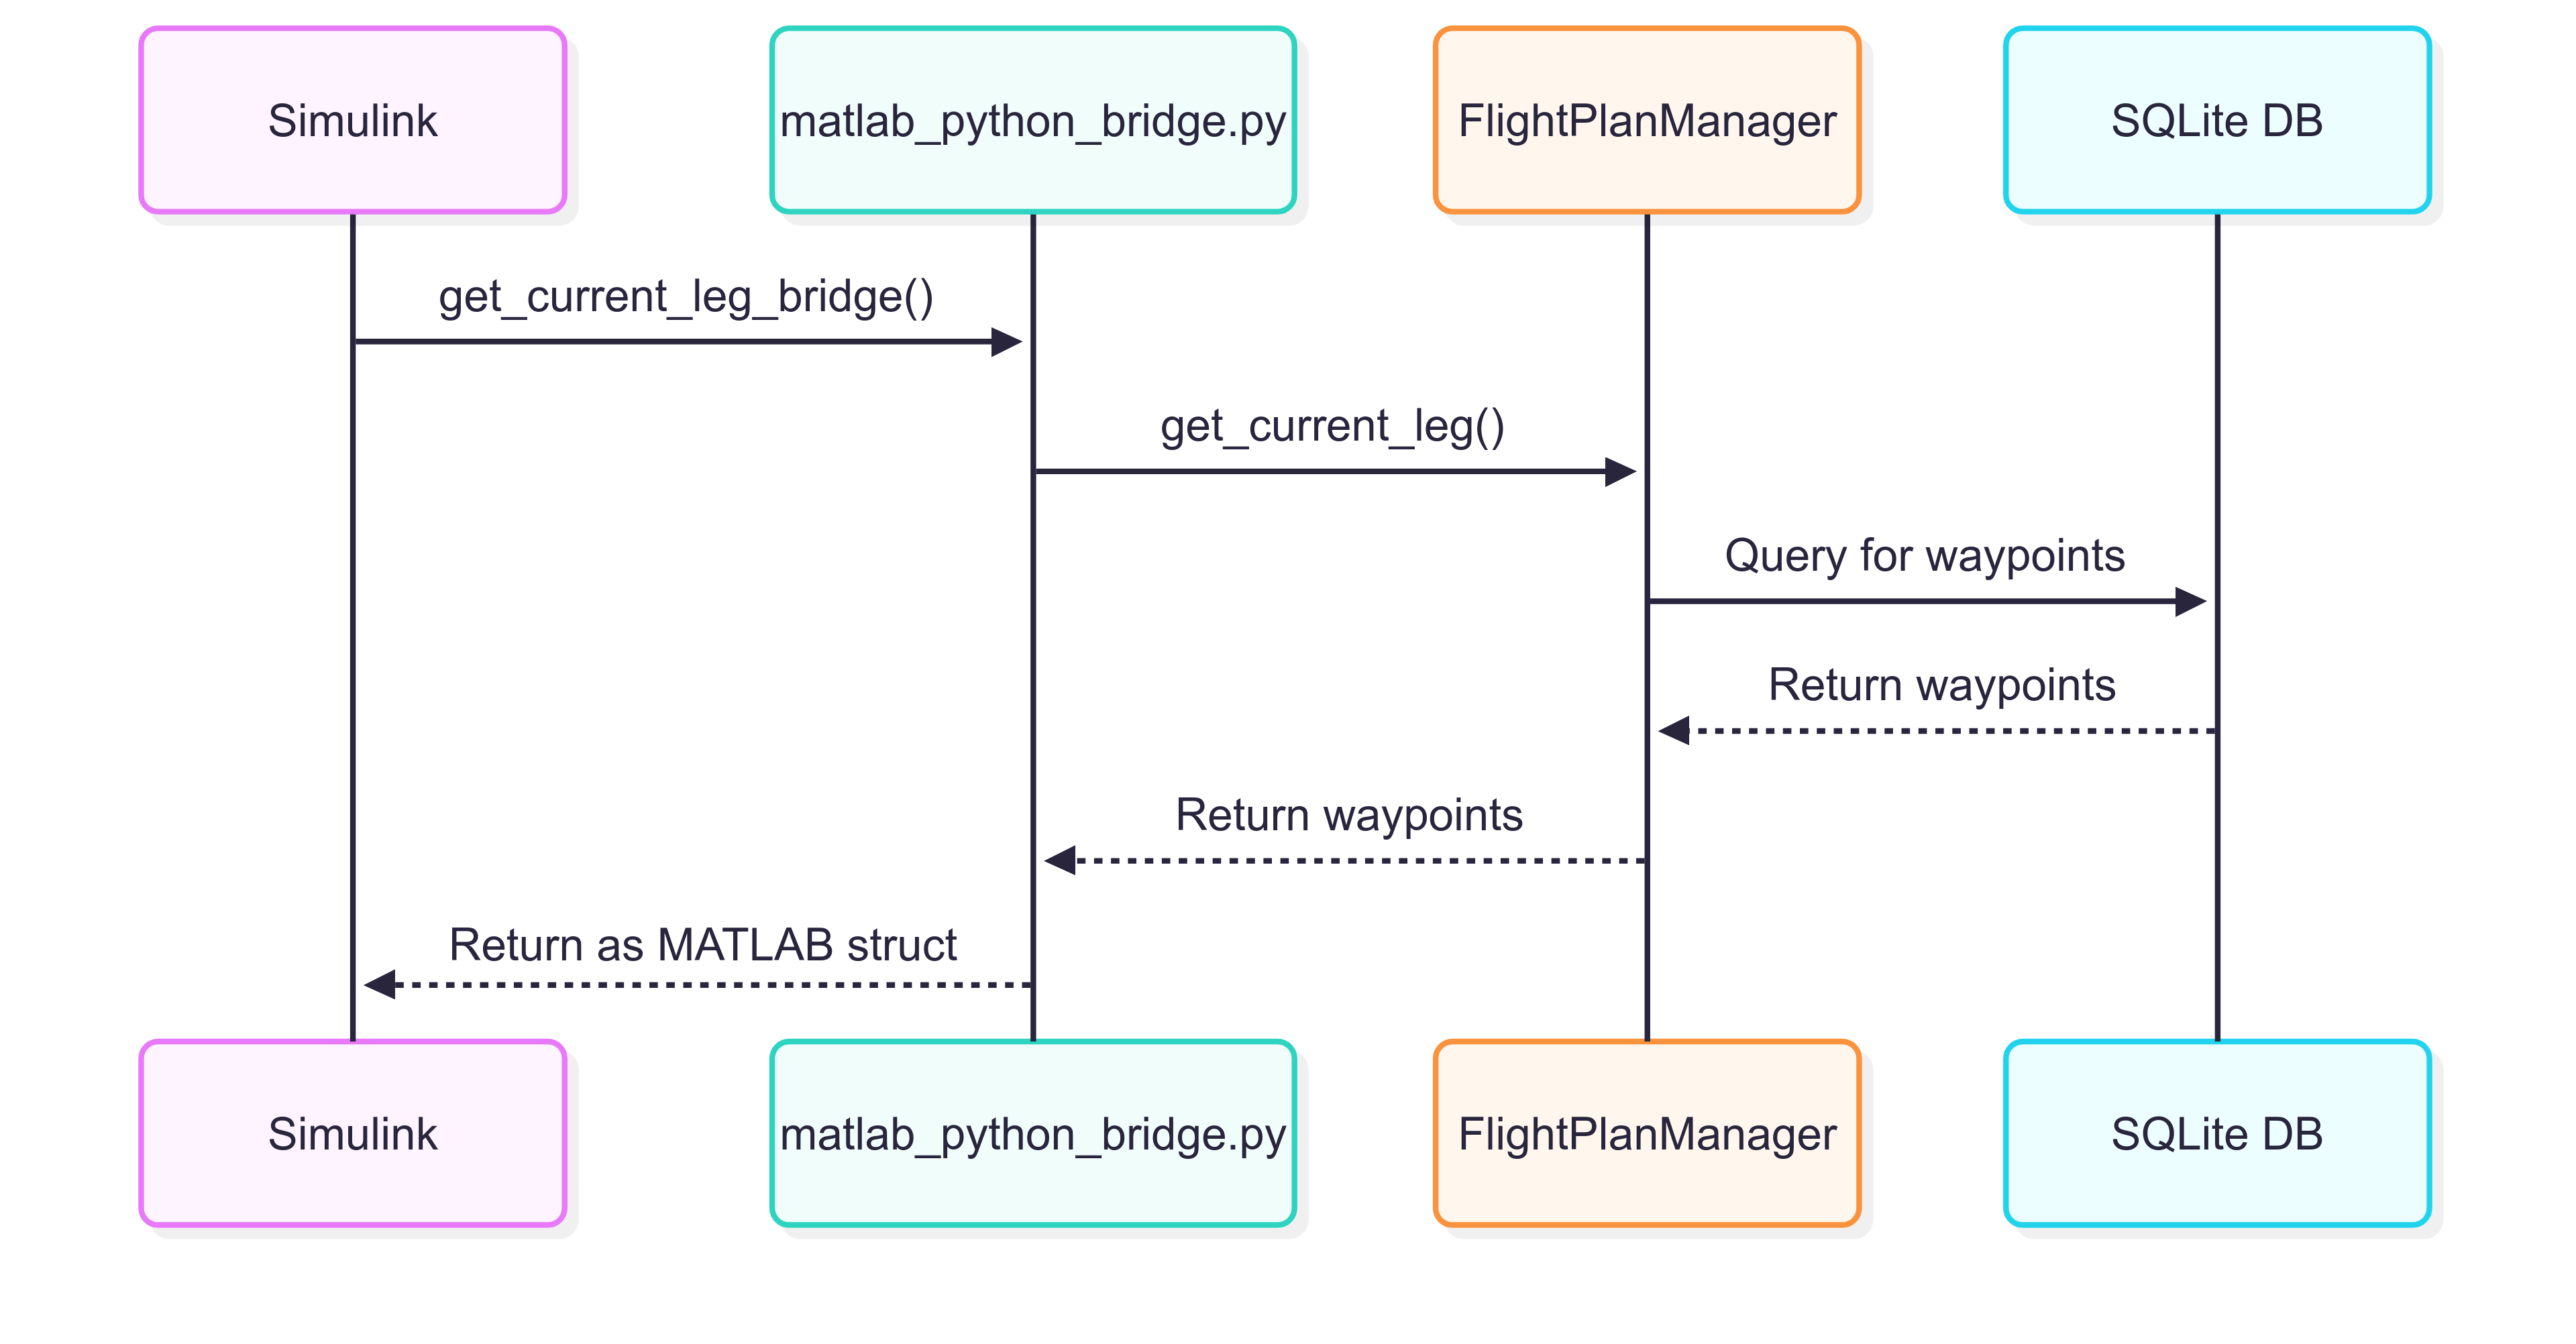 Simulink
matlab_python_bridge.py
FlightPlanManager
SQLite DB
get_current_leg_bridge()
get_current_leg()
Query for waypoints
Return waypoints
Return waypoints
Return as MATLAB struct
Simulink
matlab_python_bridge.py
FlightPlanManager
SQLite DB